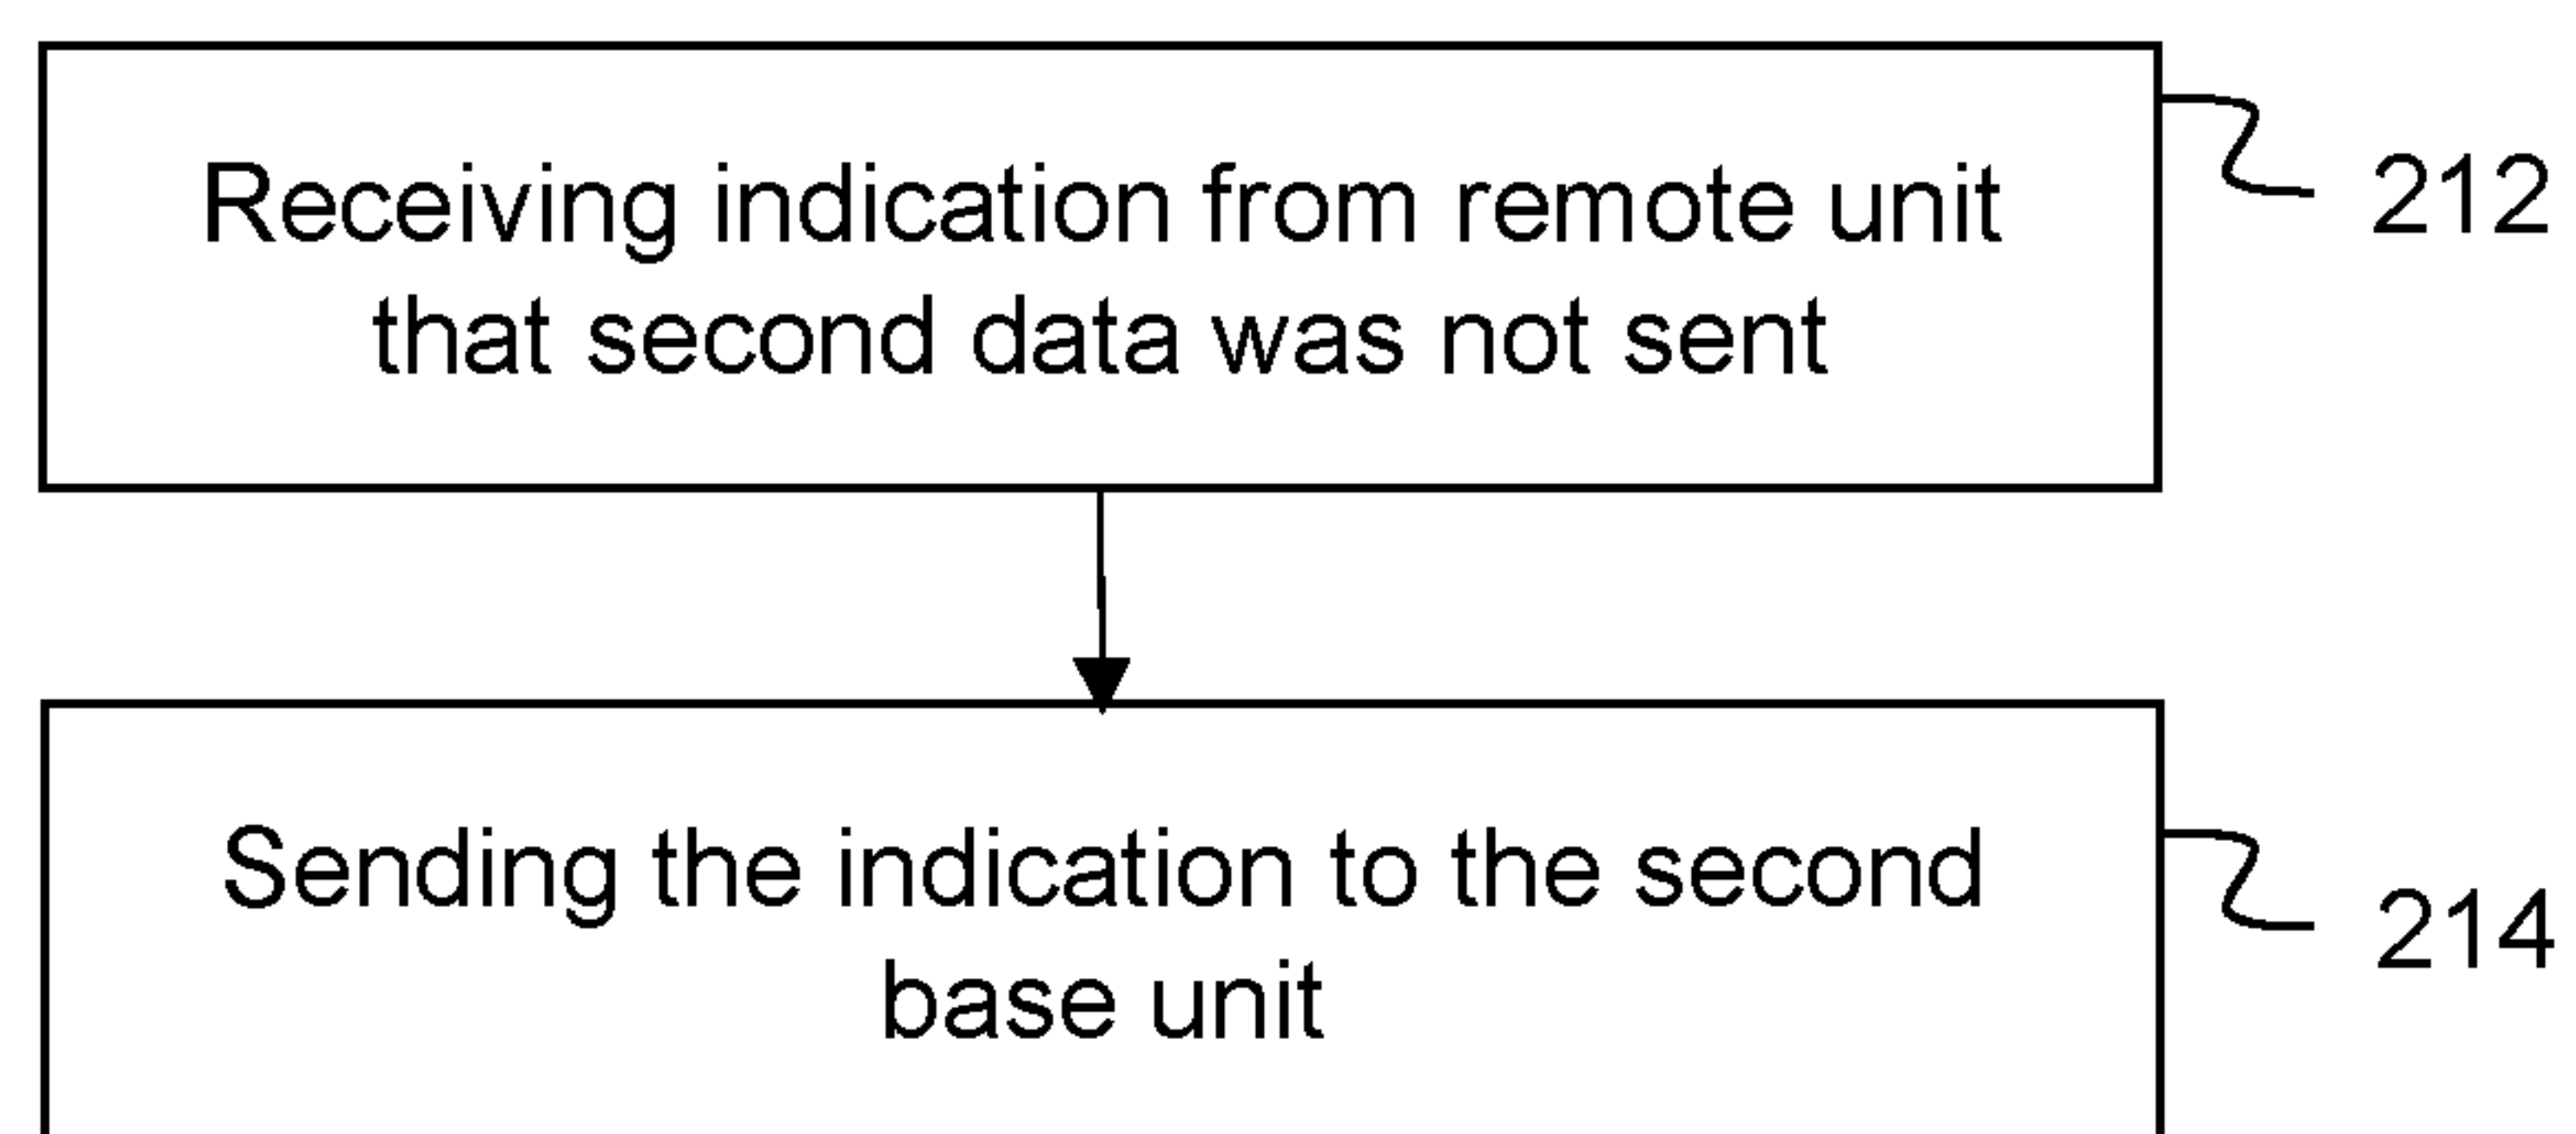 Receiving indication from remote unit
that second data was not sent
212
Sending the indication to the second
base unit
214